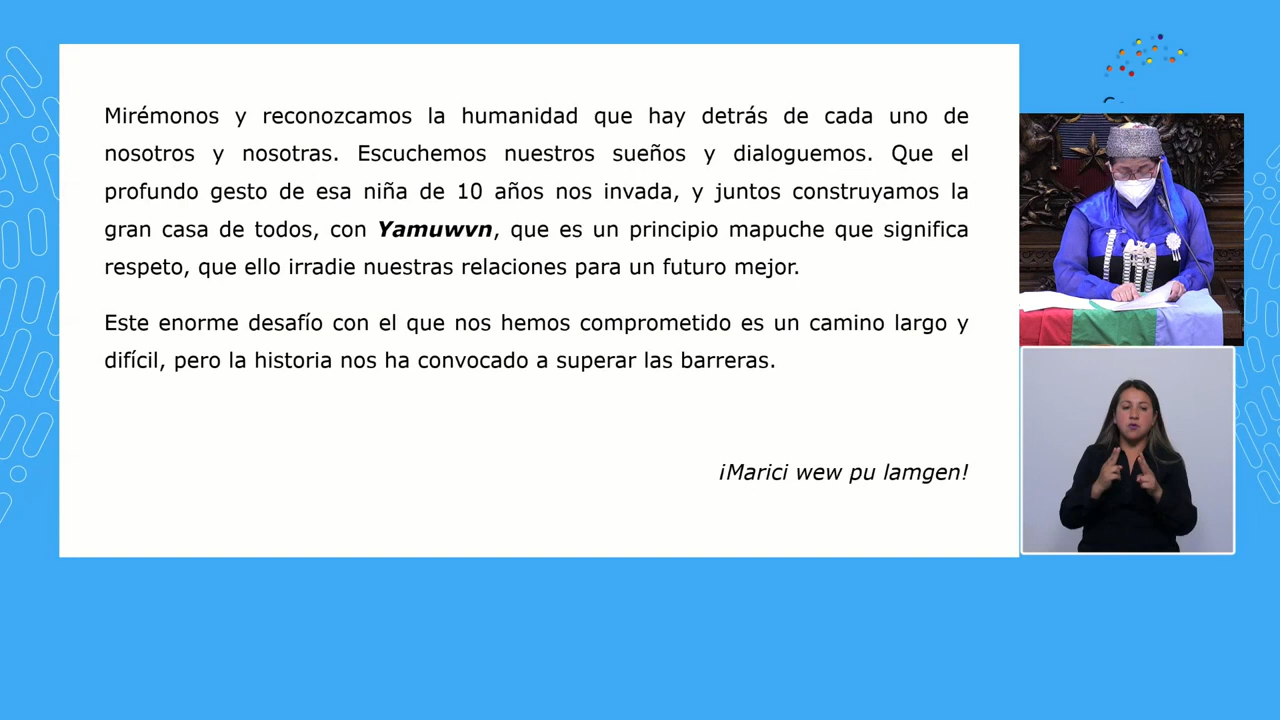 Mirémonos y reconozcamos la humanidad que hay detrás de cada uno de
nosotros y nosotras. Escuchemos nuestros sueños y dialoguemos. Que el
profundo gesto de esa niña de 10 años nos invada, y juntos construyamos la
gran casa de todos, con Yamuwvn, que es un principio mapuche que significa
respeto, que ello irradie nuestras relaciones para un futuro mejor.
Este enorme desafío con el que nos hemos comprometido es un camino largo y
difícil, pero la historia nos ha convocado a superar las barreras.
¡Marici wew pu lamgen!